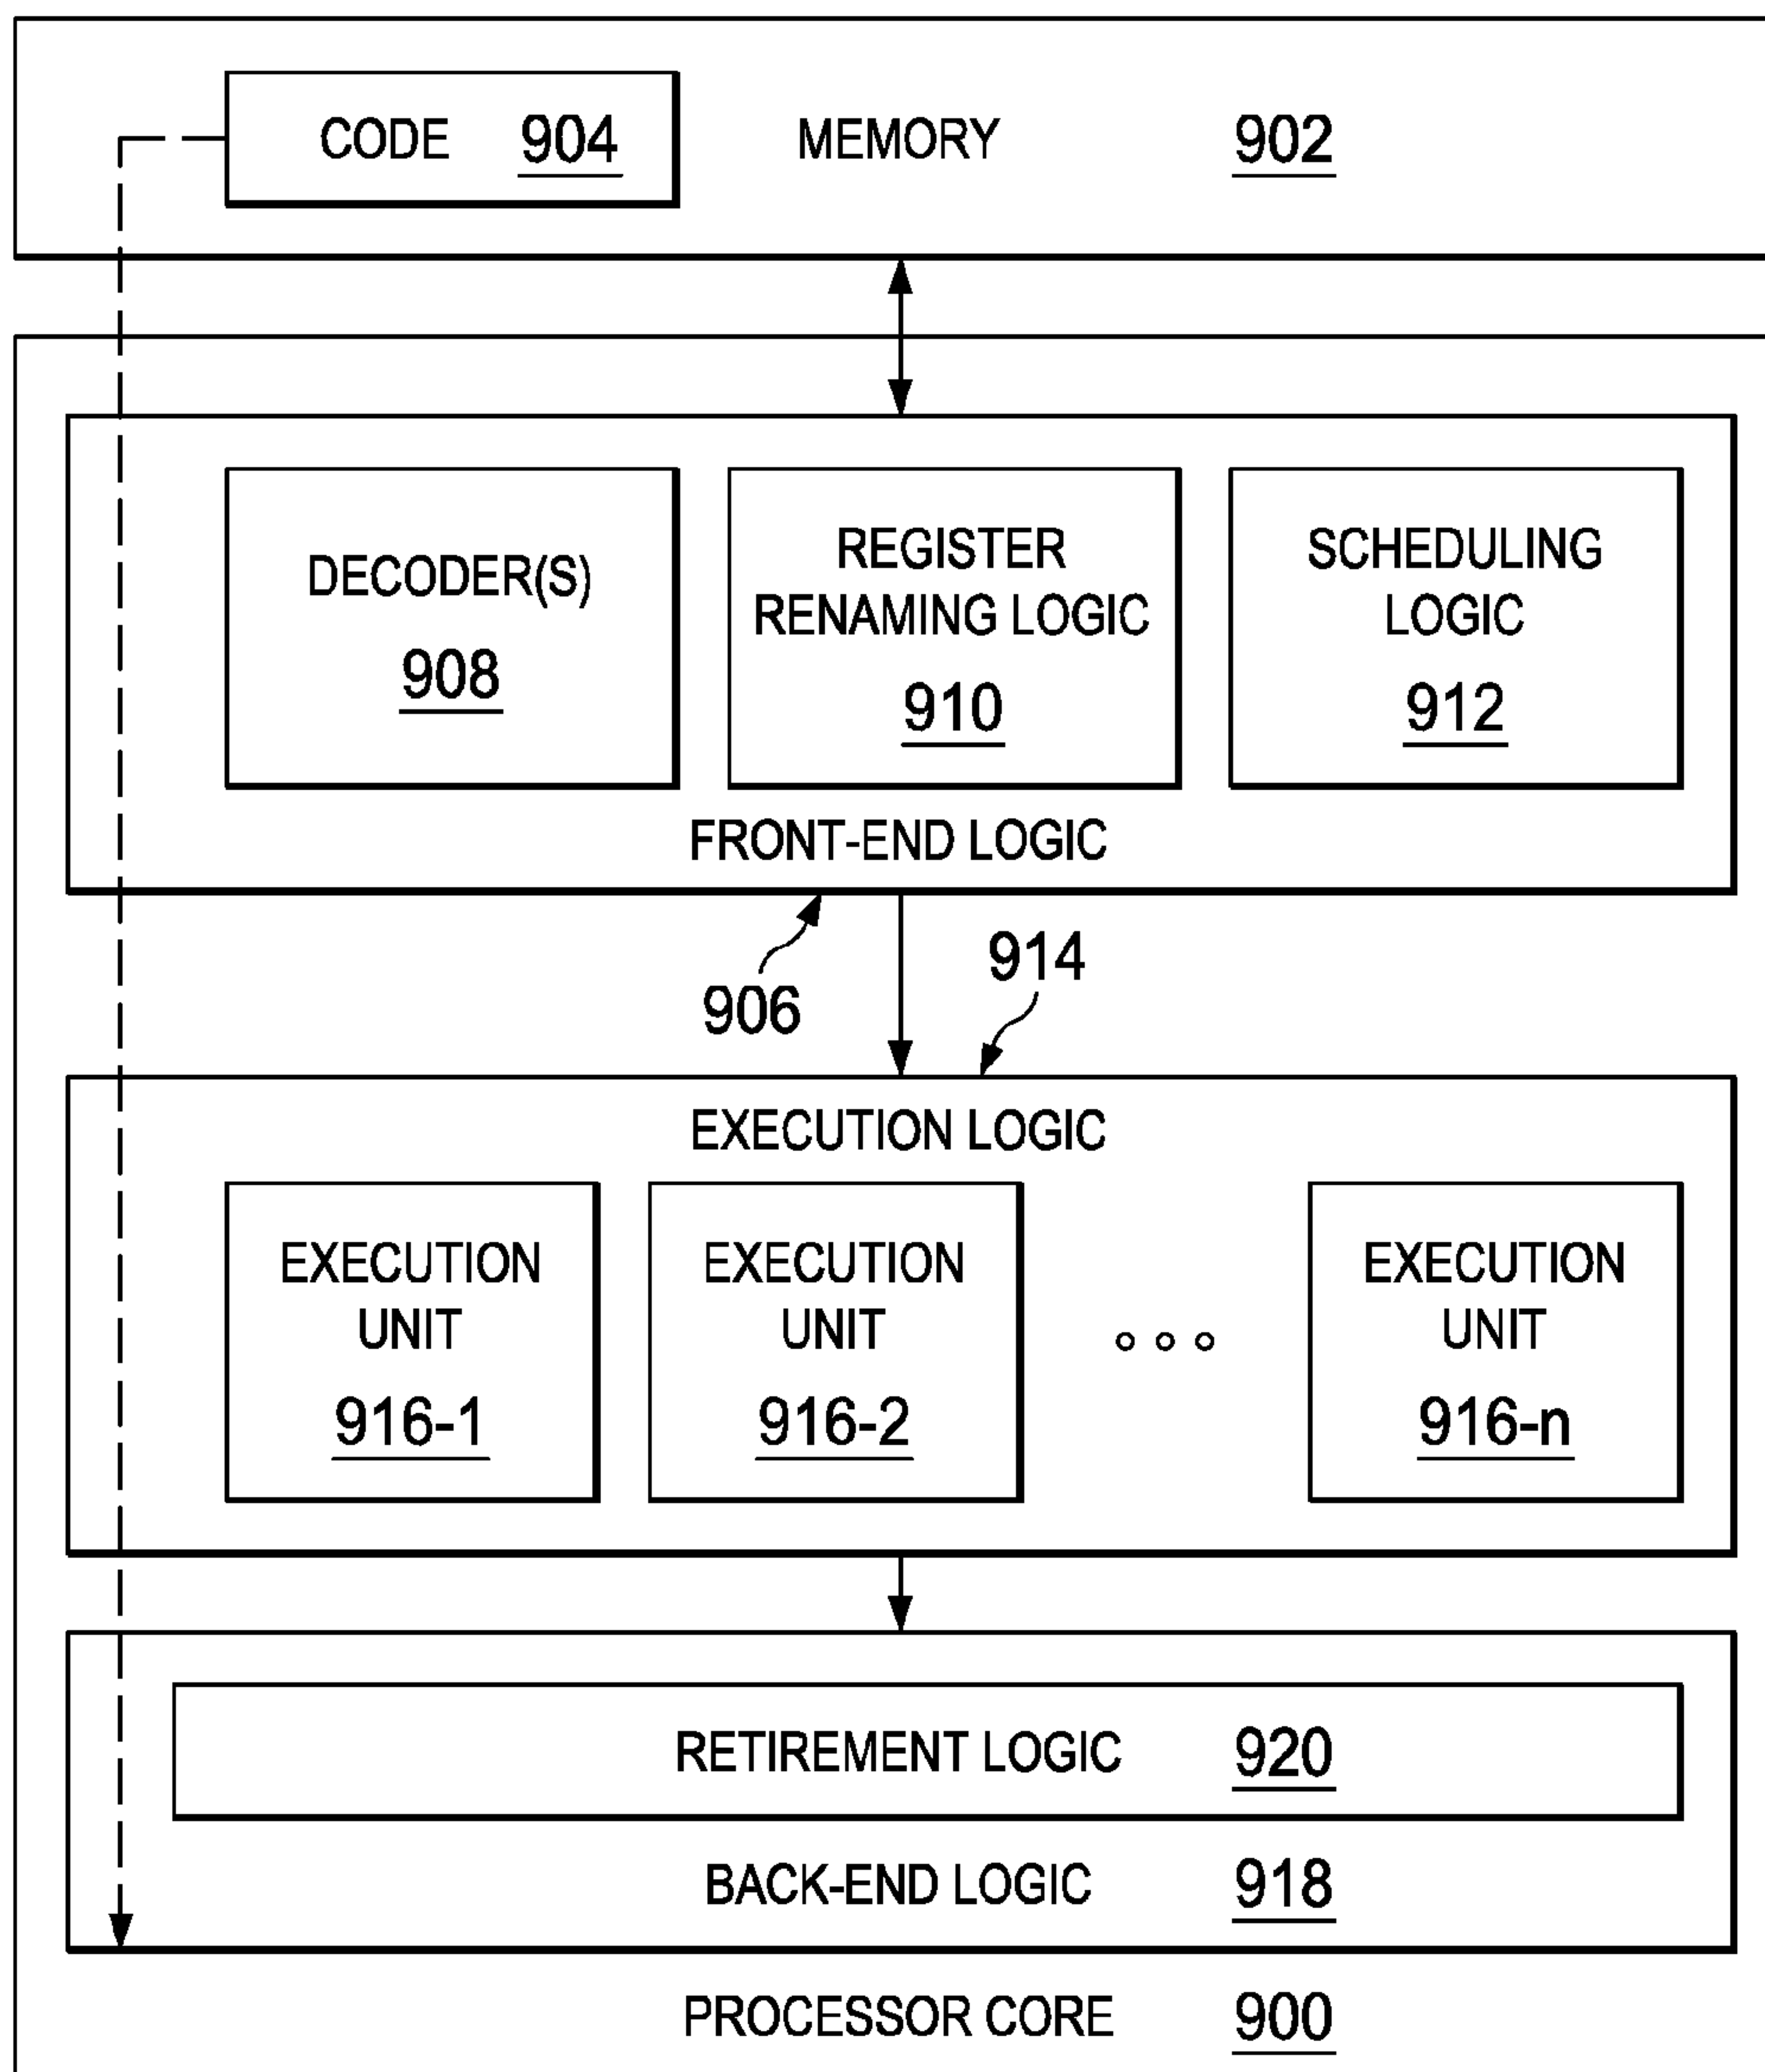 CODE 904 MEMORY 902
DECODER(S)
908
REGISTER
RENAMING LOGIC
910
SCHEDULING
LOGIC
912
FRONT-END LOGIC
906
914
EXECUTION LOGIC
EXECUTION
UNIT
916-1
EXECUTION
UNIT
916-2
EXECUTION
UNIT
916-n
RETIREMENT LOGIC 920
BACK-END LOGIC 918
PROCESSOR CORE 900